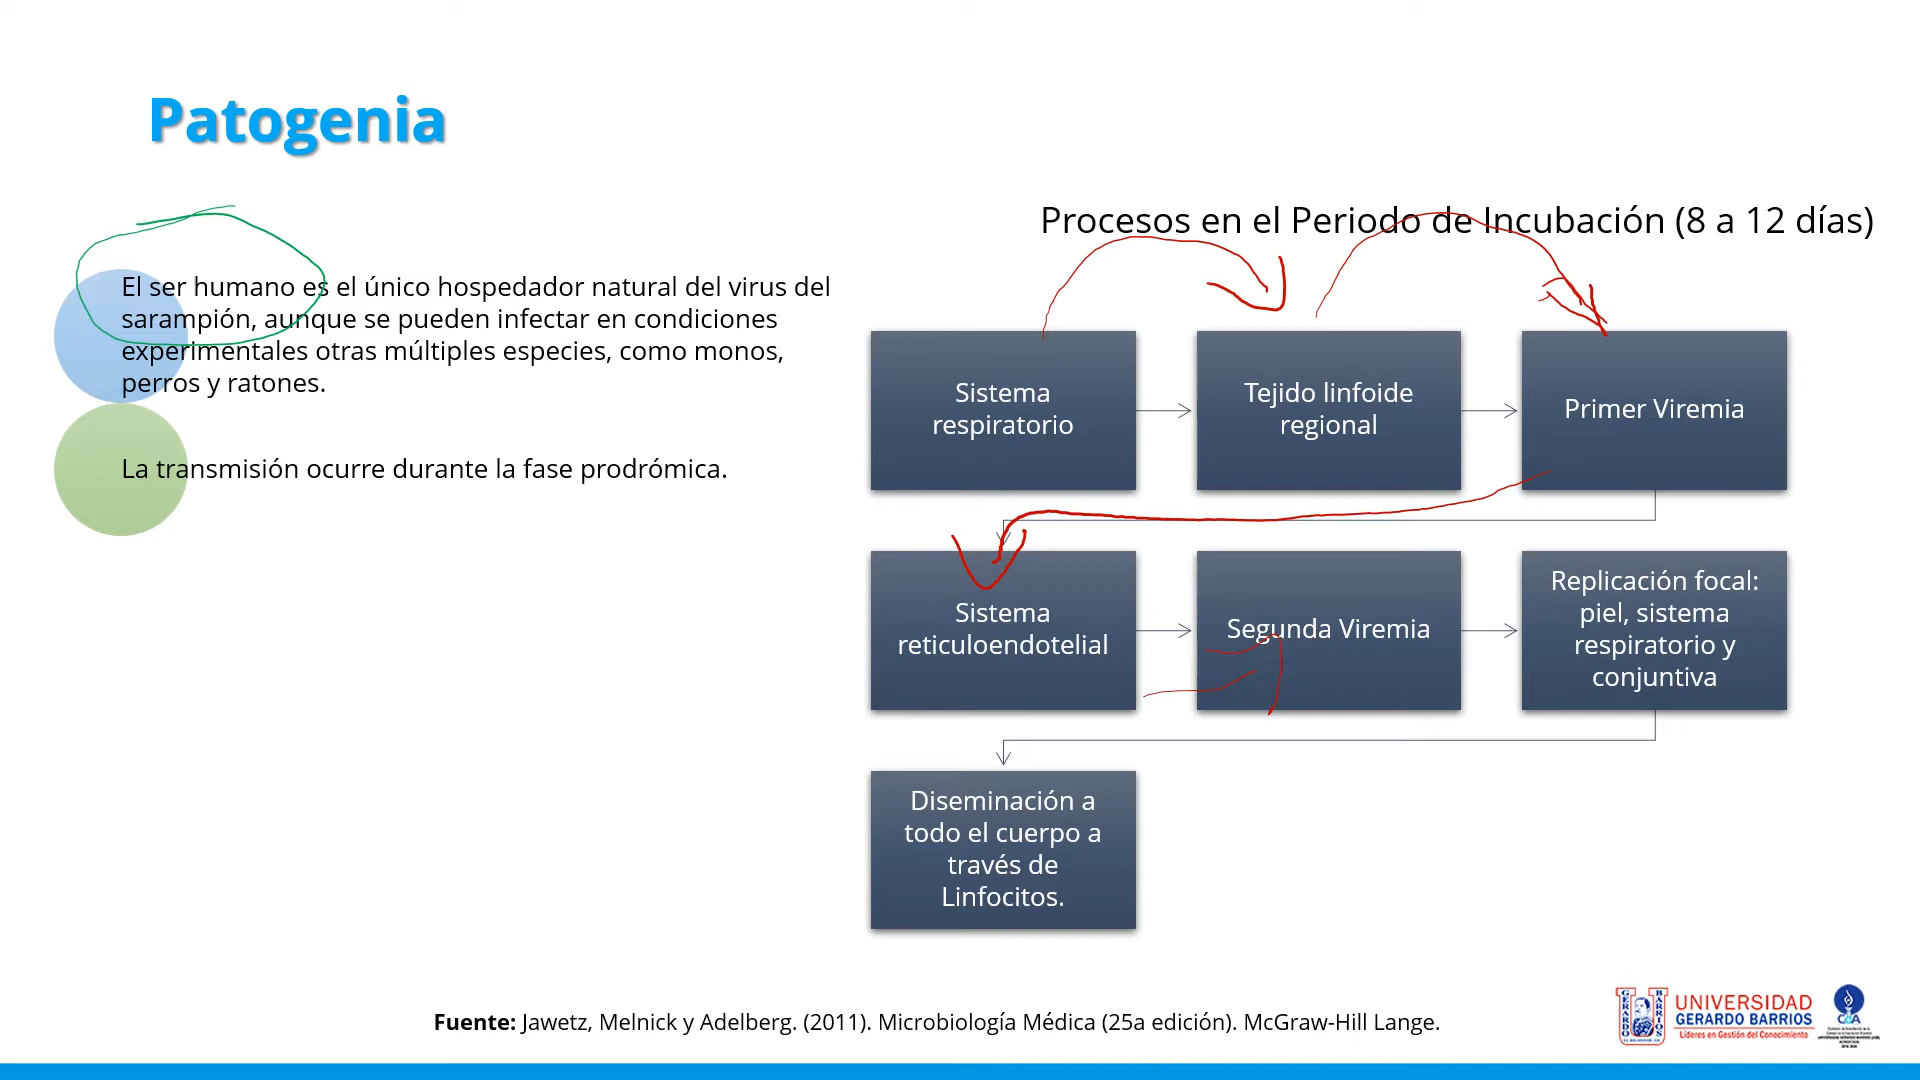 Patogenia
Procesos en el Periodo de Incubación (8 a 12 días)
El ser humano es el único hospedador natural del virus del
sarampión, aunque se pueden infectar en condiciones
experimentales otras múltiples especies, como monos,
perros y ratones.
La transmisión ocurre durante la fase prodrómica.
Sistema
respiratorio
Tejido linfoide
regional
Primer Viremia
Sistema
reticuloendotelial
Segunda Viremia
Replicación focal:
piel, sistema
respiratorio y
conjuntiva
Diseminación a
todo el cuerpo a
través de
Linfocitos.
Fuente: Jawetz, Melnick y Adelberg. (2011). Microbiología Médica (25a edición). McGraw-Hill Lange.
GERARDO
BARRIOS
UNIVERSIDAD
GERARDO BARRIOS
Líderes en Gestión del Conocimiento